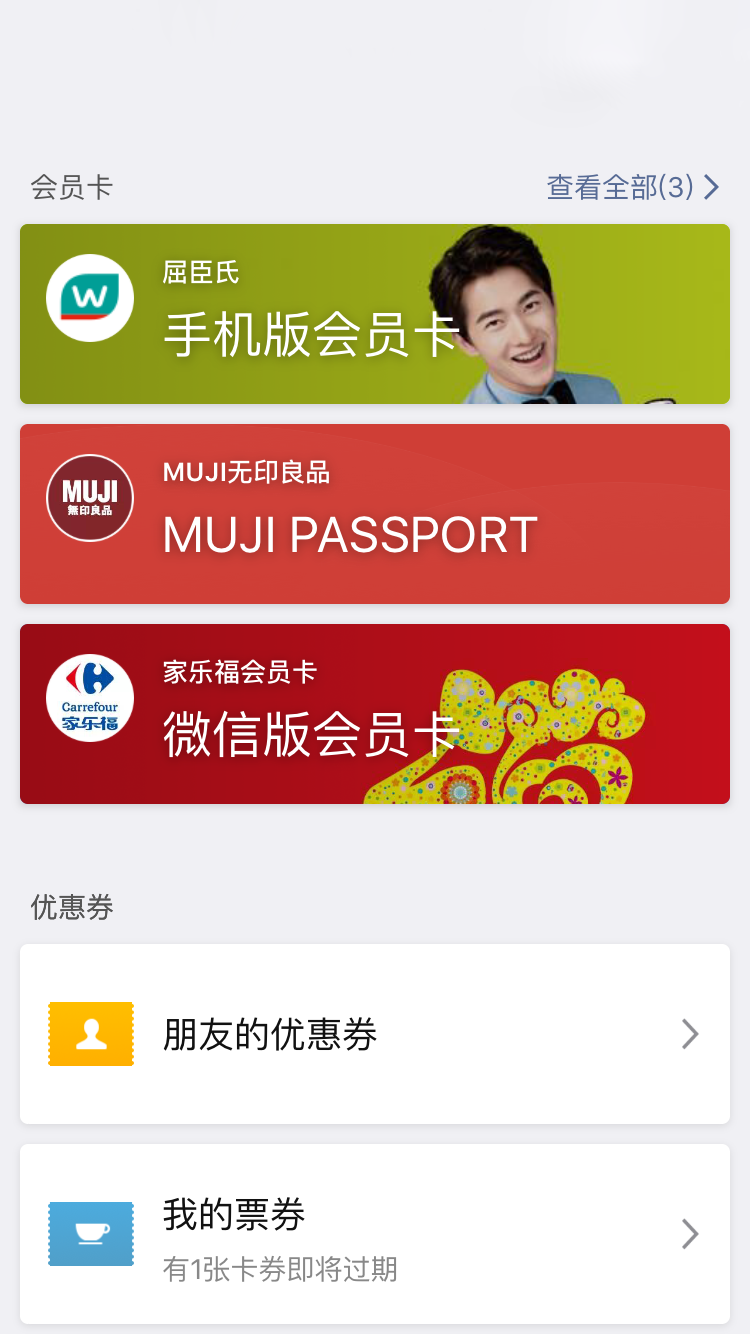 会员卡
查看全部(3)
W
屈臣氏
手机版会员卡
MUJI
無印良品
MUJI无印良品
MUJI PASSPORT
Carrefour
家乐福
家乐福会员卡
微信版会员卡
优惠券
朋友的优惠券
我的票券
有1张卡券即将过期